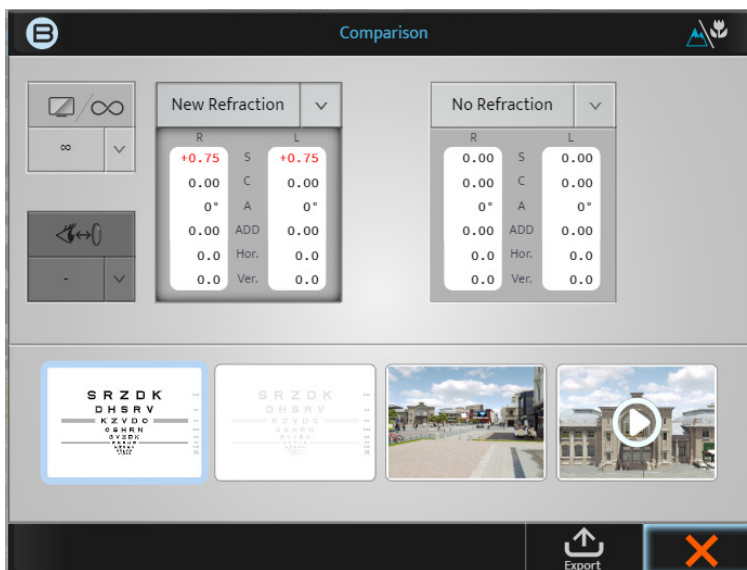 B
Comparison
∞
∞
New Refraction
R L
+0.75 S +0.75
0.00 C 0.00
0° A 0°
0.00 ADD 0.00
0.0 Hor. 0.0
0.0 Ver. 0.0
-
No Refraction
R L
0.00 S 0.00
0.00 C 0.00
0° A 0°
0.00 ADD 0.00
0.0 Hor. 0.0
0.0 Ver. 0.0
S R Z D K
D H S R V
K Z V D C
S R Z D K
D H S R V
K Z V D C
Export